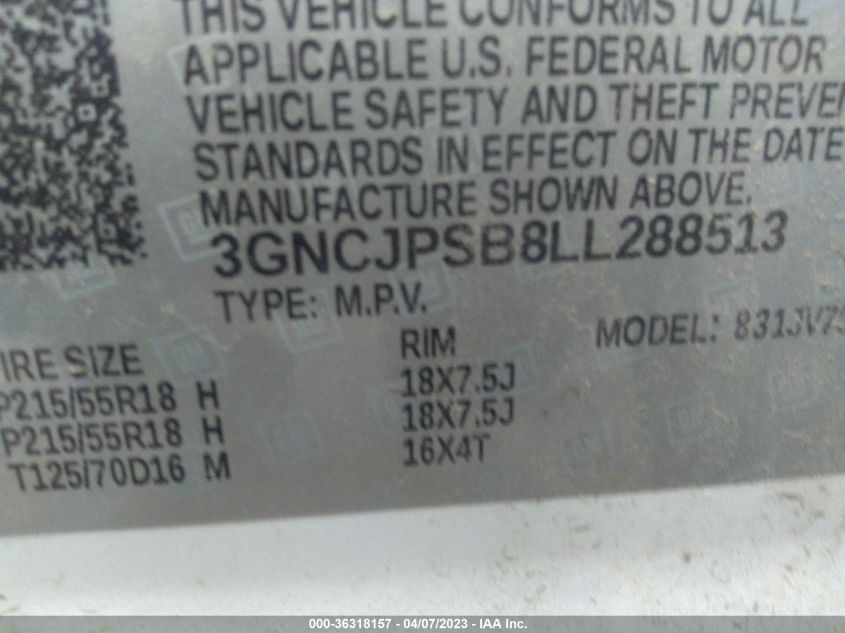 THIS VEHICLE CONFORMS TO ALL
APPLICABLE U.S. FEDERAL MOTOR
VEHICLE SAFETY AND THEFT PREVEN
STANDARDS IN EFFECT ON THE DATE
MANUFACTURE SHOWN ABOVE.
3GNCJPSB8LL288513
TYPE: M.P.V.
MODEL: 831JV75
IRE SIZE RIM
P215/55R18 H 18X7.5J
P215/55R18 H 18X7.5J
T125/70D16 M 16X4T
GM
000-36318157 - 04/07/2023 - IAA Inc.